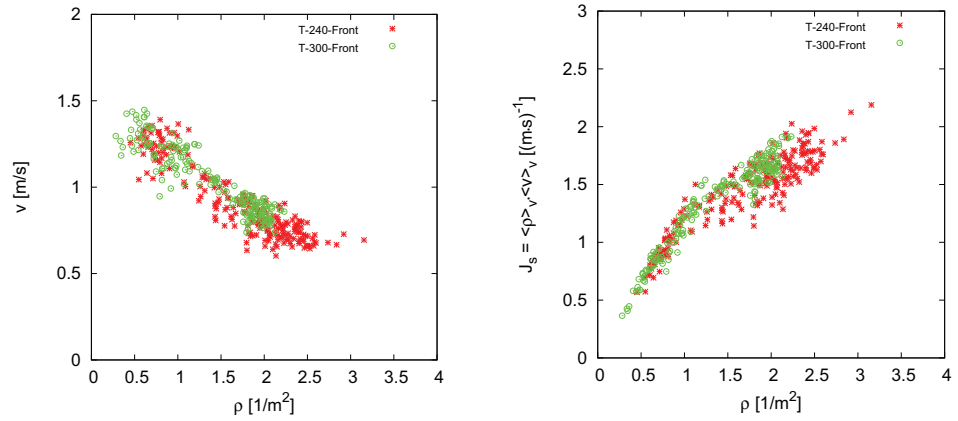 T-240-Front
T-300-Front
2
1.5
1
0.5
0
0 0.5 1 1.5 2 2.5 3 3.5 4
v [m/s]
ρ [1/m²]
T-240-Front
T-300-Front
3
2.5
2
1.5
1
0.5
0
0 0.5 1 1.5 2 2.5 3 3.5 4
J_s = <ρ>_v·<v>_v [(m·s)^-1]
ρ [1/m²]